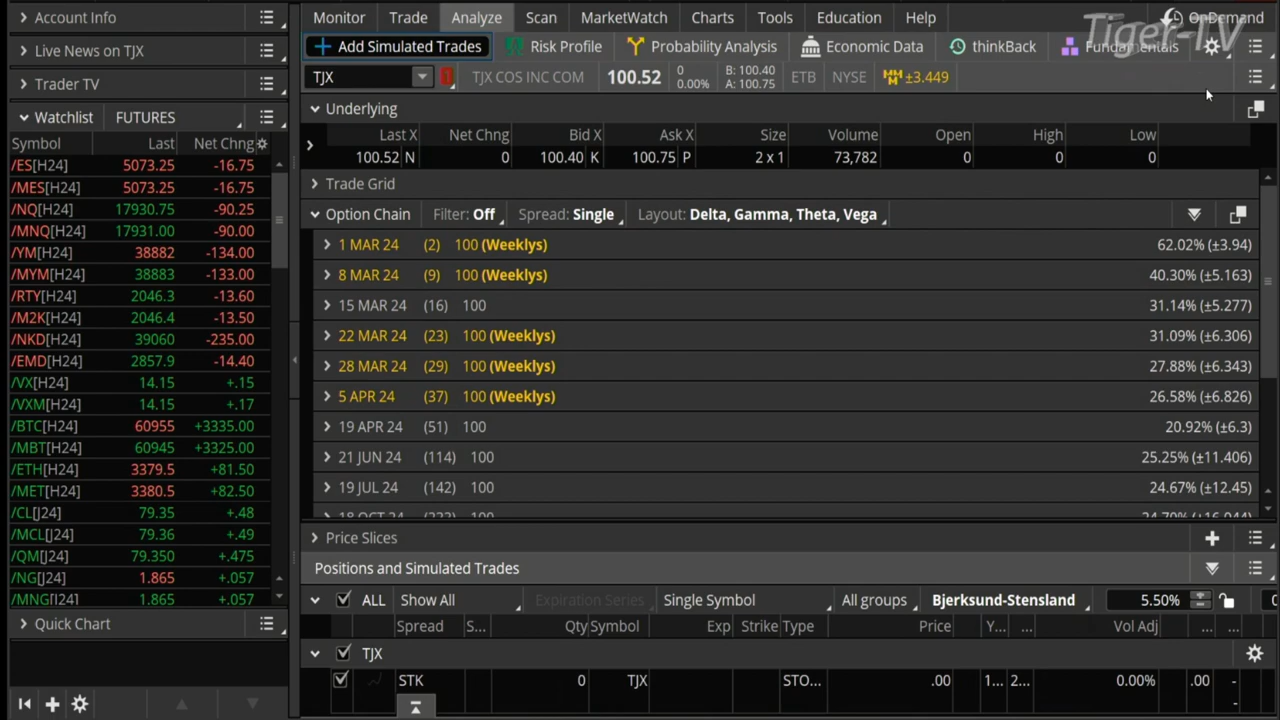 Account Info
Live News on TJX
Trader TV
Watchlist FUTURES
Symbol Last Net Chng
/ES[H24] 5073.25 -16.75
/MES[H24] 5073.25 -16.75
/NQ[H24] 17930.75 -90.25
/MNQ[H24] 17931.00 -90.00
/YM[H24] 38882 -134.00
/MYM[H24] 38883 -133.00
/RTY[H24] 2046.3 -13.60
/M2K[H24] 2046.4 -13.50
/NKD[H24] 39060 -235.00
/EMD[H24] 2857.9 -14.40
/VX[H24] 14.15 +.15
/VXM[H24] 14.15 +.17
/BTC[H24] 60955 +3335.00
/MBT[H24] 60945 +3325.00
/ETH[H24] 3379.5 +81.50
/MET[H24] 3380.5 +82.50
/CL[J24] 79.35 +.48
/MCL[J24] 79.36 +.49
/QM[J24] 79.350 +.475
/NG[J24] 1.865 +.057
/MNG[J24] 1.865 +.057
Quick Chart
Monitor Trade Analyze Scan MarketWatch Charts Tools Education Help OnDemand
Tiger-TV
+ Add Simulated Trades Risk Profile Probability Analysis Economic Data thinkBack Fundamentals
TJX TJX COS INC COM 100.52 0 0.00% B: 100.40 A: 100.75 ETB NYSE ±3.449
Underlying
Last X Net Chng Bid X Ask X Size Volume Open High Low
100.52 N 0 100.40 K 100.75 P 2 x 1 73,782 0 0 0
Trade Grid
Option Chain Filter: Off Spread: Single Layout: Delta, Gamma, Theta, Vega
1 MAR 24 (2) 100 (Weeklys) 62.02% (±3.94)
8 MAR 24 (9) 100 (Weeklys) 40.30% (±5.163)
15 MAR 24 (16) 100 31.14% (±5.277)
22 MAR 24 (23) 100 (Weeklys) 31.09% (±6.306)
28 MAR 24 (29) 100 (Weeklys) 27.88% (±6.343)
5 APR 24 (37) 100 (Weeklys) 26.58% (±6.826)
19 APR 24 (51) 100 20.92% (±6.3)
21 JUN 24 (114) 100 25.25% (±11.406)
19 JUL 24 (142) 100 24.67% (±12.45)
Price Slices
Positions and Simulated Trades
ALL Show All Expiration Series Single Symbol All groups Bjerksund-Stensland 5.50%
Spread S... Qty Symbol Exp Strike Type Price Y... ... Vol Adj ... ...
TJX
STK 0 TJX STO... .00 1... 2... 0.00% .00 -